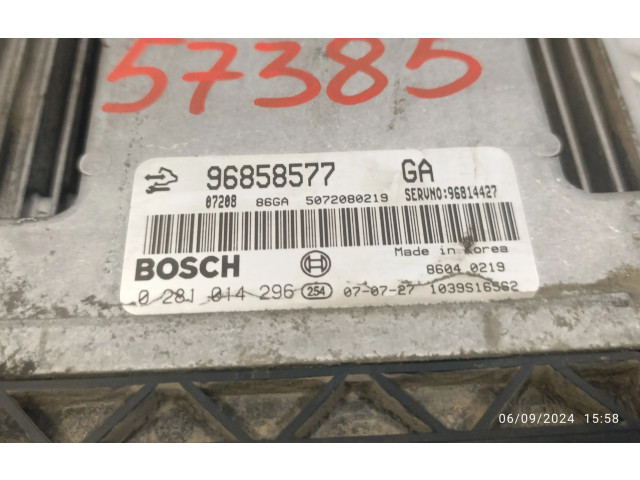 57385
96858577 GA
07208 86GA 5072080219 SERVNO:96814427
Made in Korea
BOSCH
8604.0219
0 281 014 296 254 07-07-27 1039S16562
06/09/2024 15:58